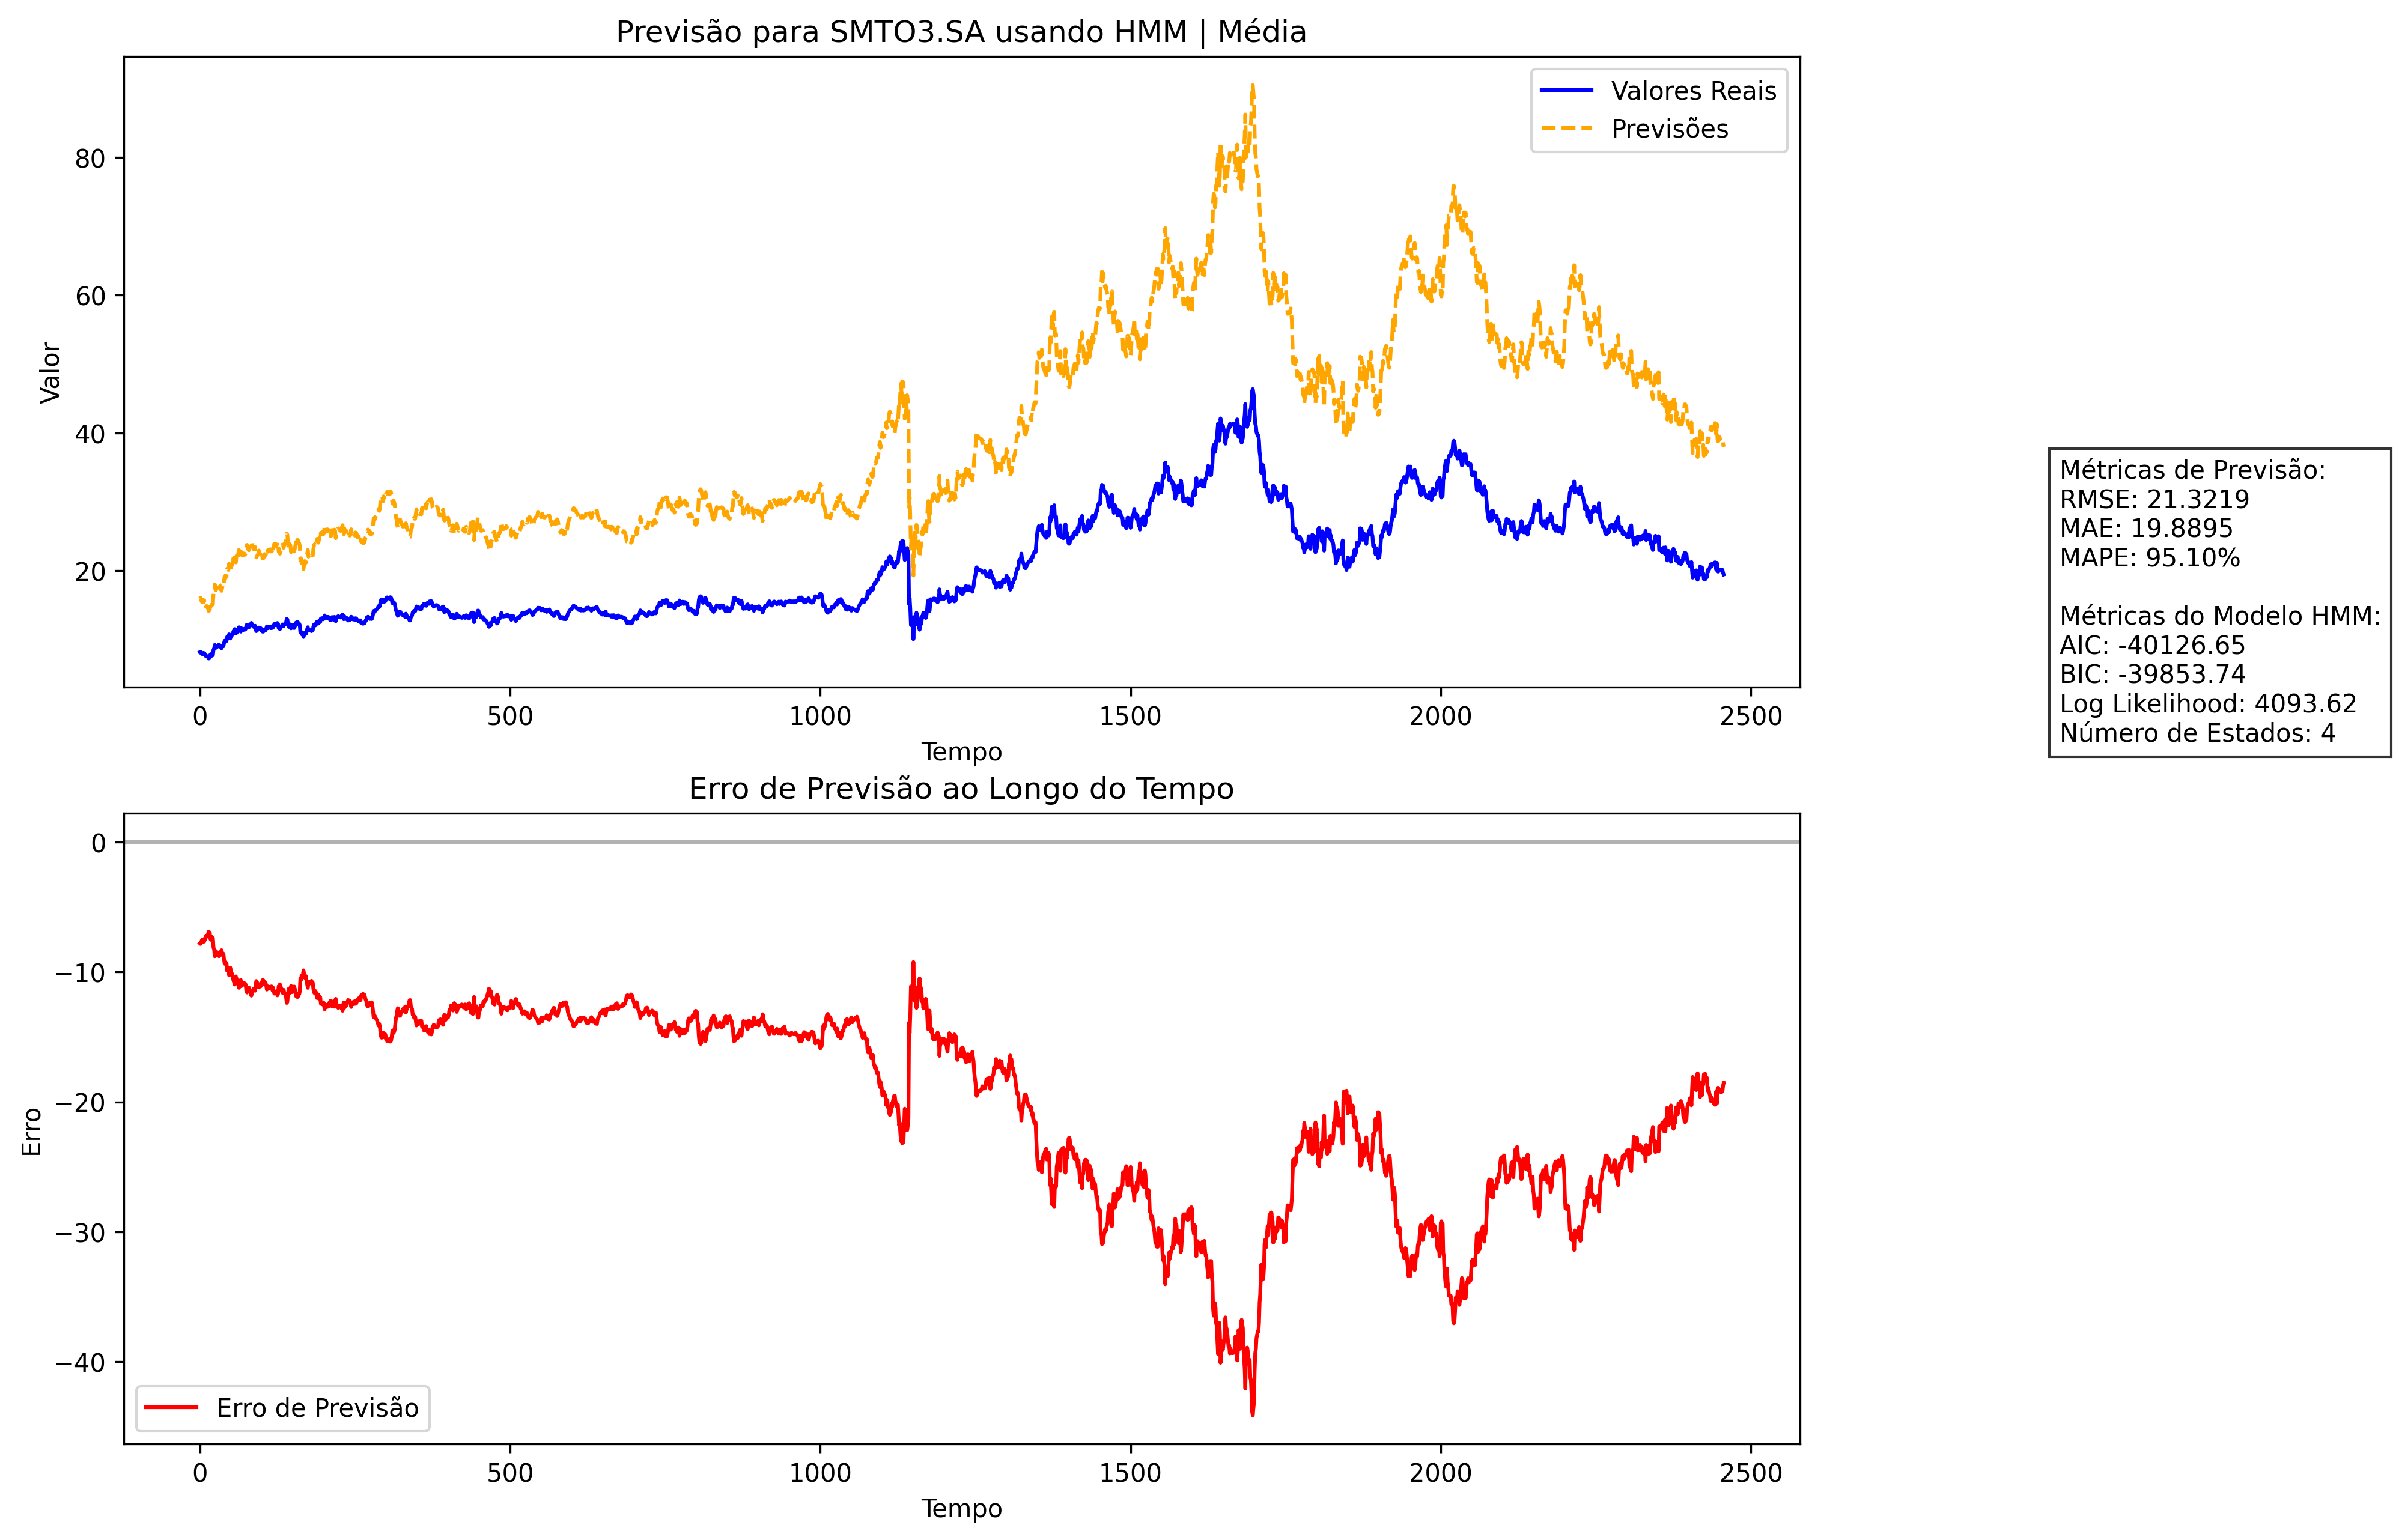 Previsão para SMTO3.SA usando HMM | Média
Valores Reais
Previsões
Valor
80
60
40
20
0 500 1000 1500 2000 2500
Tempo
Métricas de Previsão:
RMSE: 21.3219
MAE: 19.8895
MAPE: 95.10%
Métricas do Modelo HMM:
AIC: -40126.65
BIC: -39853.74
Log Likelihood: 4093.62
Número de Estados: 4
Erro de Previsão ao Longo do Tempo
Erro
0
−10
−20
−30
−40
Erro de Previsão
0 500 1000 1500 2000 2500
Tempo